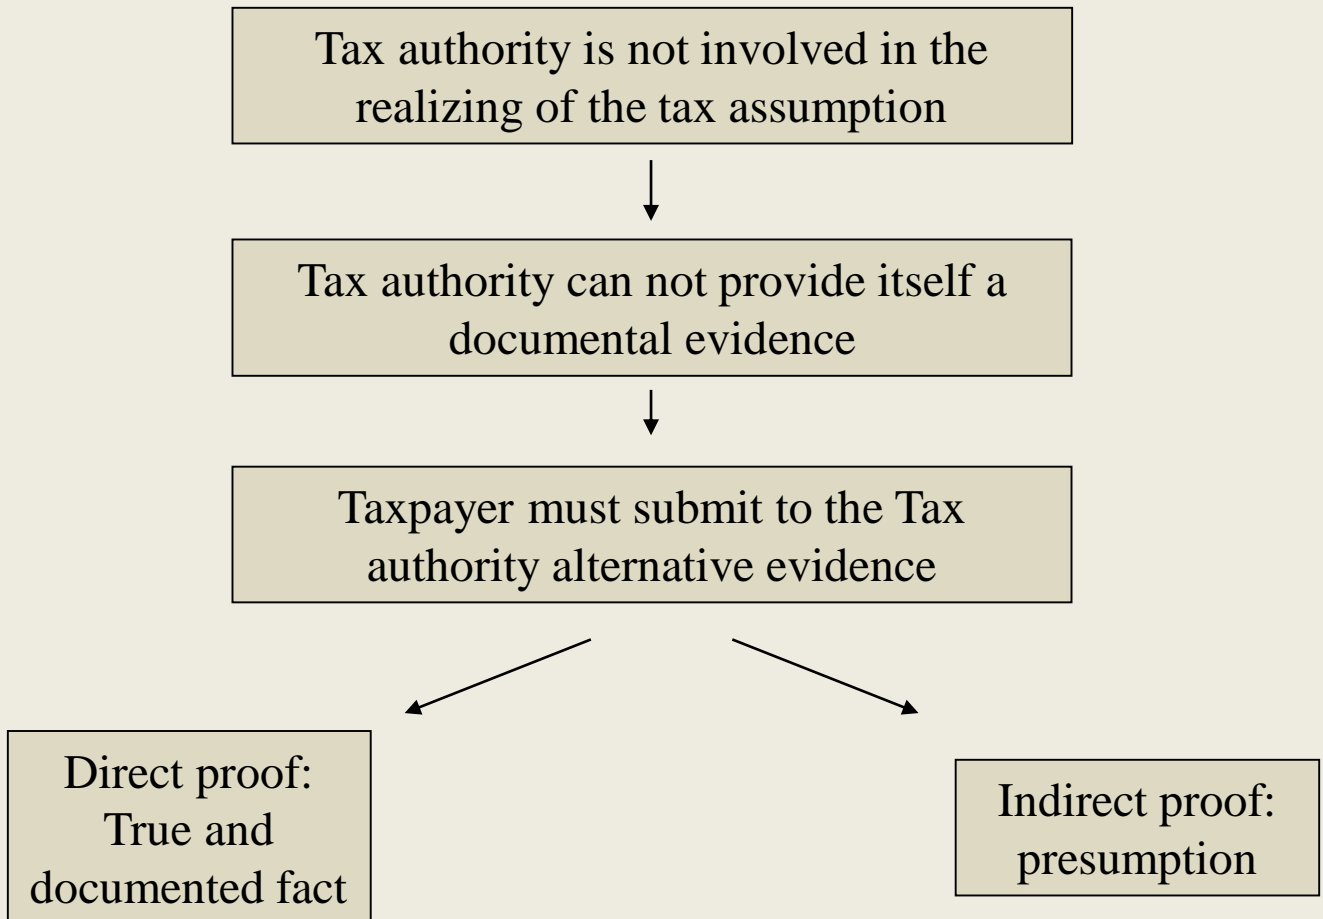 Tax authority is not involved in the
realizing of the tax assumption
Tax authority can not provide itself a
documental evidence
Taxpayer must submit to the Tax
authority alternative evidence
Direct proof:
True and
documented fact
Indirect proof:
presumption